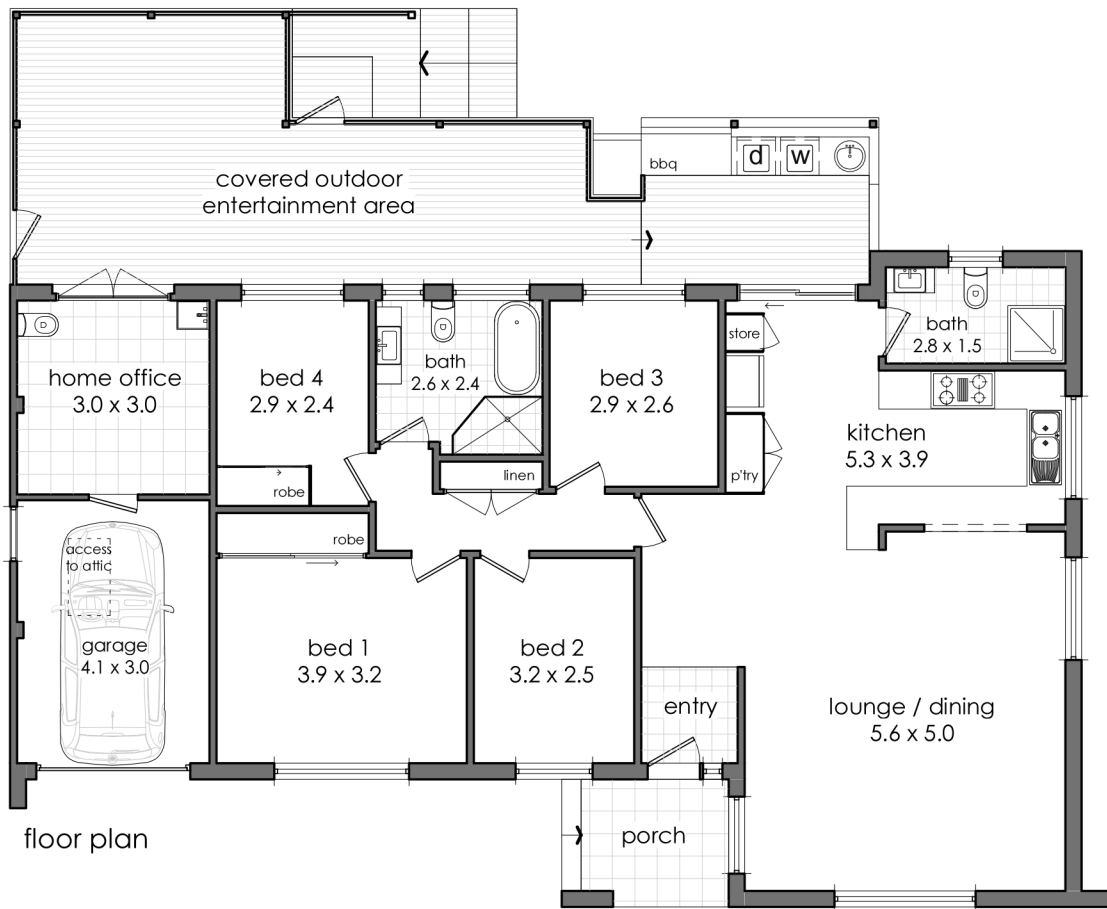 covered outdoor
entertainment area
bbq
d
w
home office
3.0 x 3.0
bed 4
2.9 x 2.4
robe
bath
2.6 x 2.4
linen
bed 3
2.9 x 2.6
store
p'try
bath
2.8 x 1.5
kitchen
5.3 x 3.9
access
to attic
garage
4.1 x 3.0
robe
bed 1
3.9 x 3.2
bed 2
3.2 x 2.5
entry
lounge / dining
5.6 x 5.0
porch
floor plan